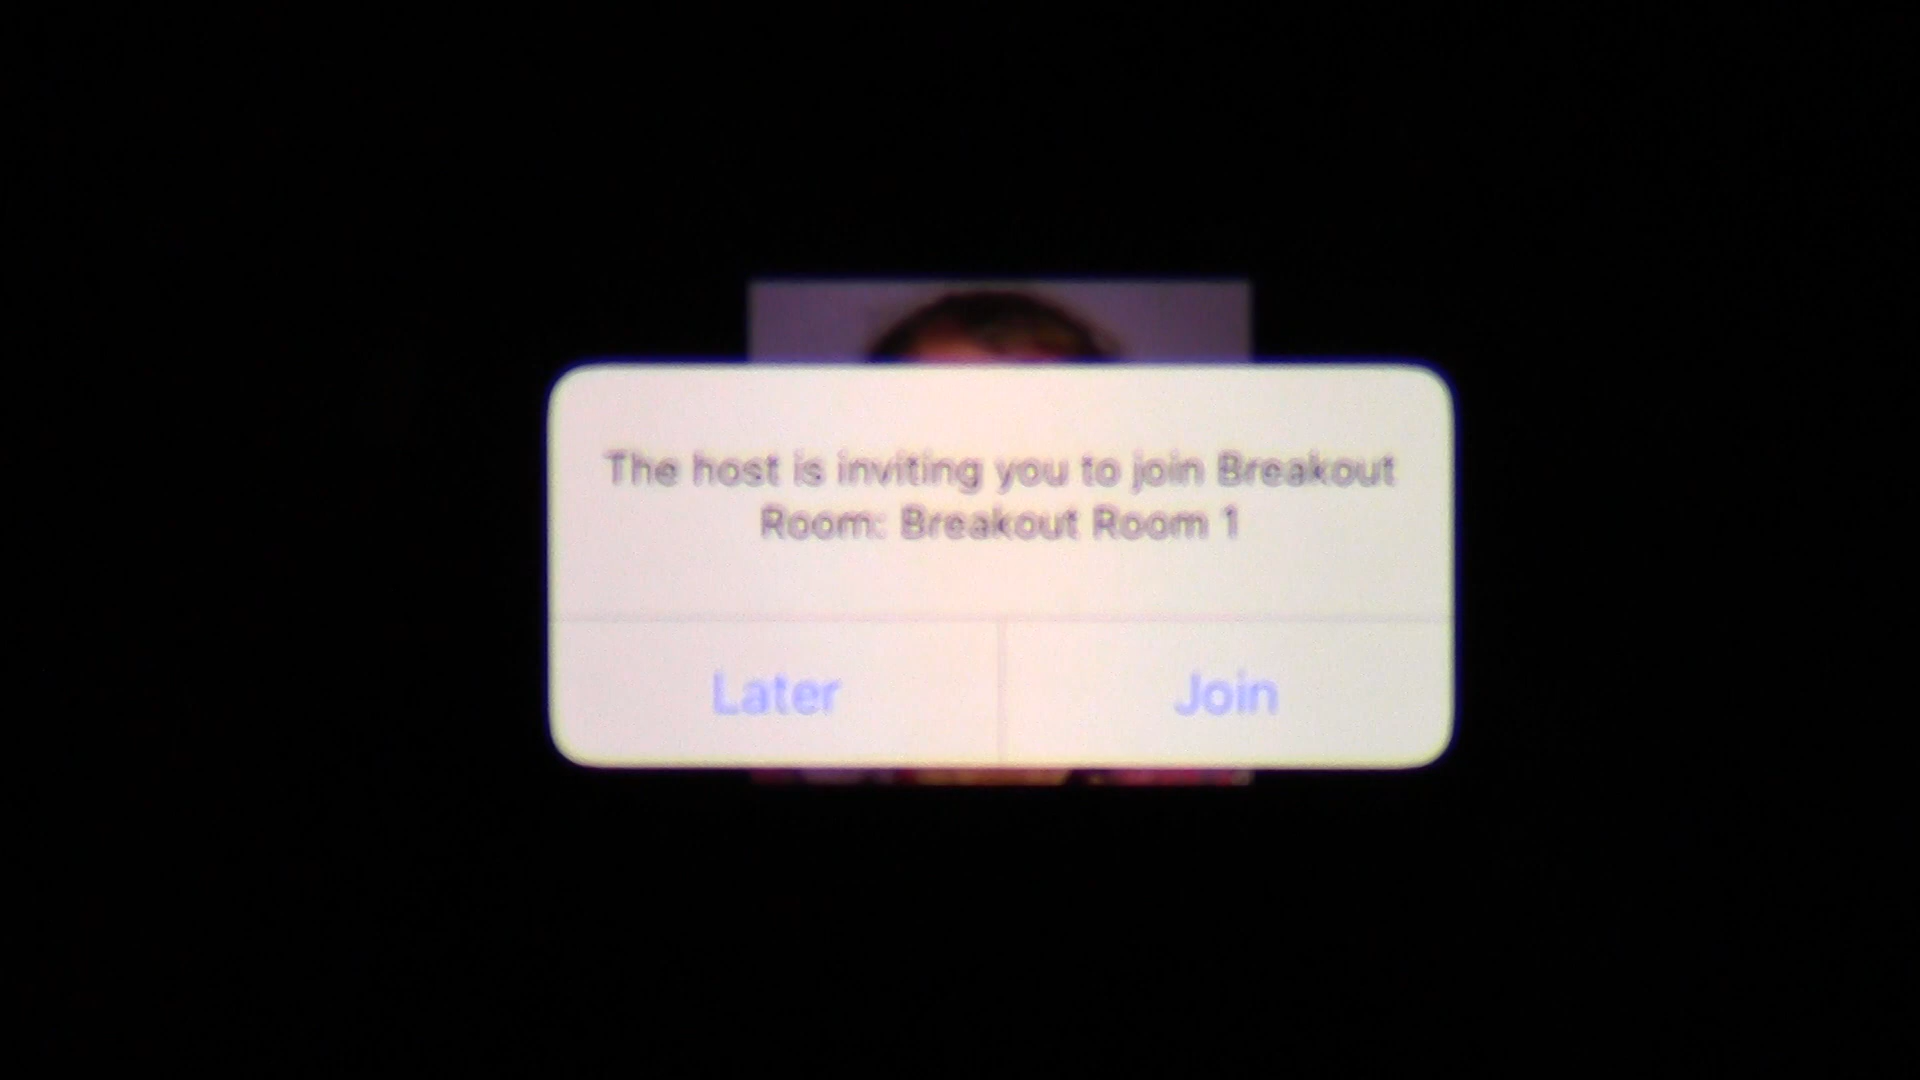 The host is inviting you to join Breakout
Room: Breakout Room 1
Later
Join